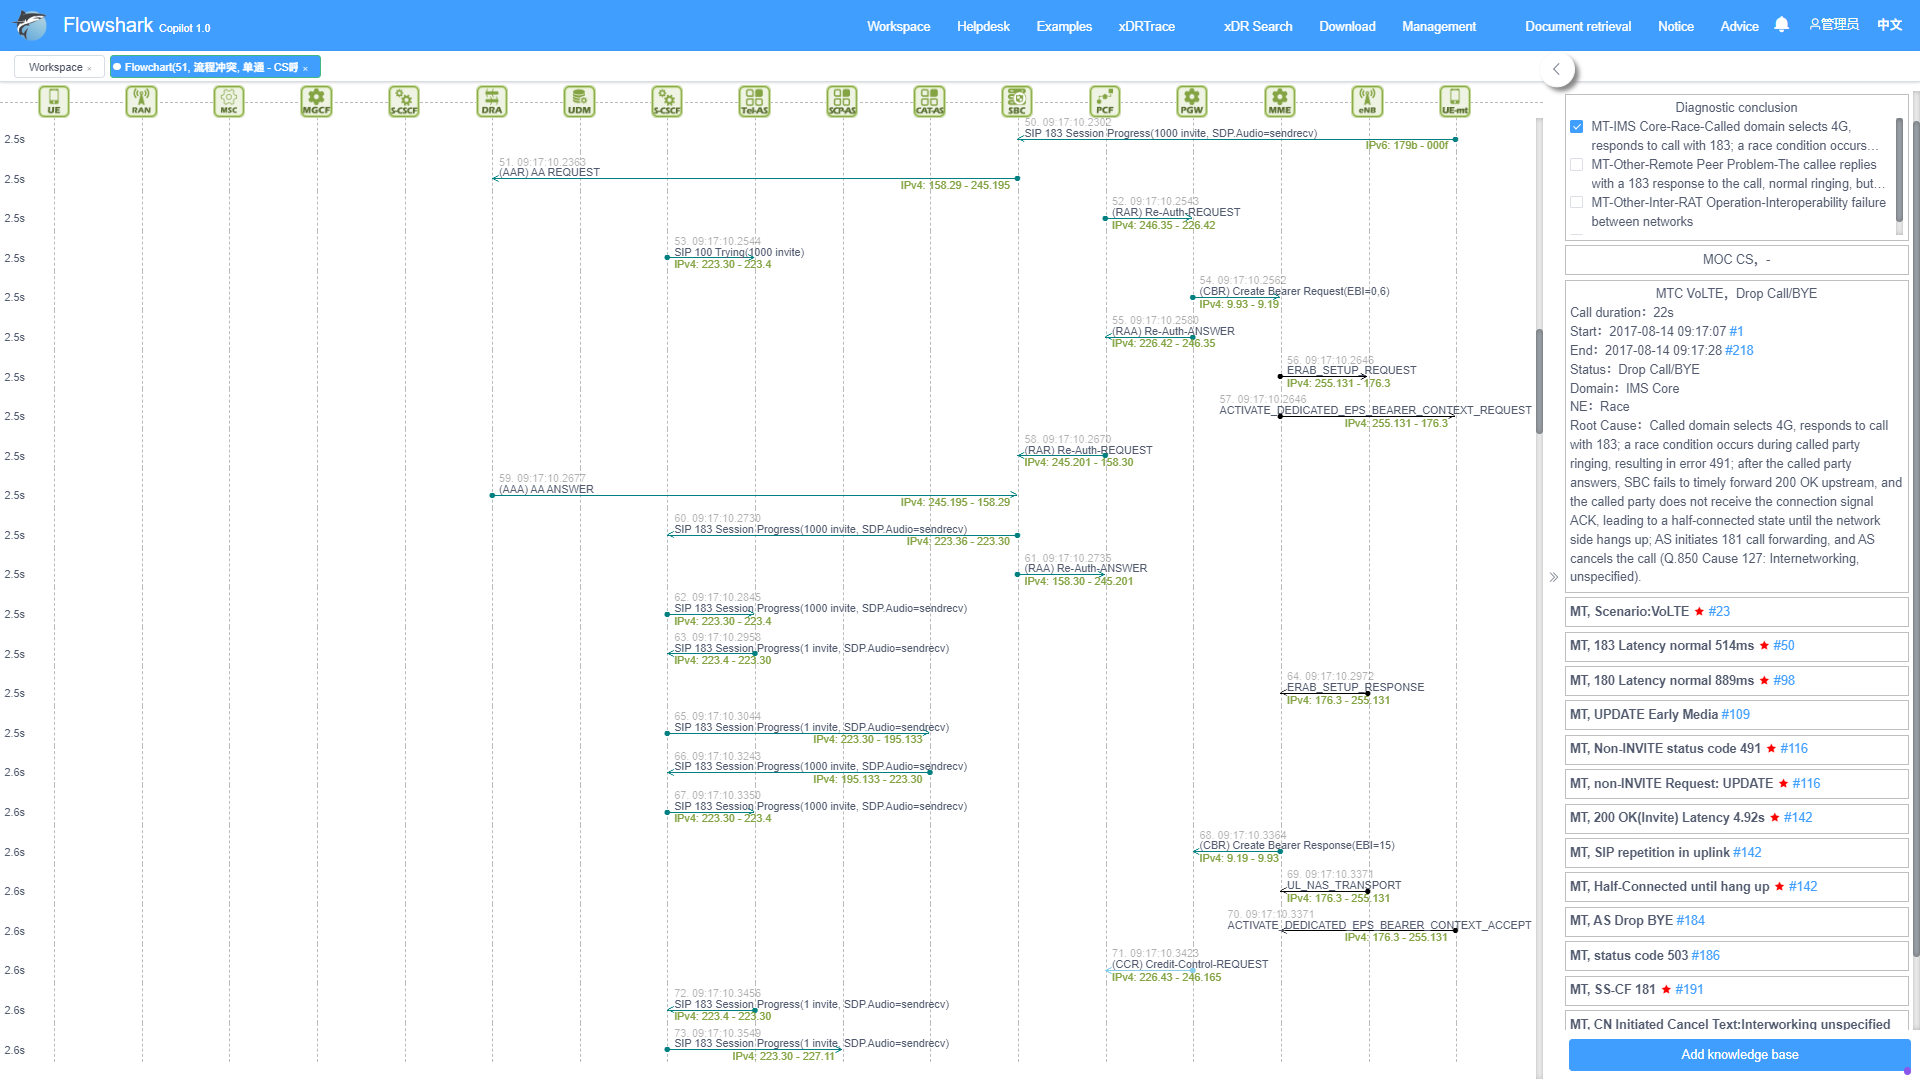 Flowshark Copilot 1.0
Workspace Helpdesk Examples xDRTrace xDR Search Download Management Document retrieval Notice Advice 管理员 中文
Workspace ×
Flowchart(51, 流程冲突, 单通 - CS ×
UE RAN MSC MGCF S-CSCF DRA UDM S-CSCF Tel-AS SCP-AS CAT-AS SBC PCF PGW MME eNB UE-mt
50. 09:17:10.2302
2.5s SIP 183 Session Progress(1000 invite, SDP.Audio=sendrecv)
IPv6: 179b - 000f
51. 09:17:10.2363
2.5s (AAR) AA REQUEST
IPv4: 158.29 - 245.195
52. 09:17:10.2543
2.5s (RAR) Re-Auth-REQUEST
IPv4: 246.35 - 226.42
53. 09:17:10.2544
2.5s SIP 100 Trying(1000 invite)
IPv4: 223.30 - 223.4
54. 09:17:10.2562
2.5s (CBR) Create Bearer Request(EBI=0,6)
IPv4: 9.93 - 9.19
55. 09:17:10.2580
2.5s (RAA) Re-Auth-ANSWER
IPv4: 226.42 - 246.35
56. 09:17:10.2646
2.5s ERAB_SETUP_REQUEST
IPv4: 255.131 - 176.3
57. 09:17:10.2646
2.5s ACTIVATE_DEDICATED_EPS_BEARER_CONTEXT_REQUEST
IPv4: 255.131 - 176.3
58. 09:17:10.2670
2.5s (RAR) Re-Auth-REQUEST
IPv4: 245.201 - 158.30
59. 09:17:10.2677
2.5s (AAA) AA ANSWER
IPv4: 245.195 - 158.29
60. 09:17:10.2730
2.5s SIP 183 Session Progress(1000 invite, SDP.Audio=sendrecv)
IPv4: 223.36 - 223.30
61. 09:17:10.2735
2.5s (RAA) Re-Auth-ANSWER
IPv4: 158.30 - 245.201
62. 09:17:10.2845
2.5s SIP 183 Session Progress(1000 invite, SDP.Audio=sendrecv)
IPv4: 223.30 - 223.4
63. 09:17:10.2958
2.5s SIP 183 Session Progress(1 invite, SDP.Audio=sendrecv)
IPv4: 223.4 - 223.30
64. 09:17:10.2972
2.5s ERAB_SETUP_RESPONSE
IPv4: 176.3 - 255.131
65. 09:17:10.3044
2.5s SIP 183 Session Progress(1 invite, SDP.Audio=sendrecv)
IPv4: 223.30 - 195.133
66. 09:17:10.3243
2.6s SIP 183 Session Progress(1000 invite, SDP.Audio=sendrecv)
IPv4: 195.133 - 223.30
67. 09:17:10.3350
2.6s SIP 183 Session Progress(1000 invite, SDP.Audio=sendrecv)
IPv4: 223.30 - 223.4
68. 09:17:10.3364
2.6s (CBR) Create Bearer Response(EBI=15)
IPv4: 9.19 - 9.93
69. 09:17:10.3371
2.6s UL_NAS_TRANSPORT
IPv4: 176.3 - 255.131
70. 09:17:10.3371
2.6s ACTIVATE_DEDICATED_EPS_BEARER_CONTEXT_ACCEPT
IPv4: 176.3 - 255.131
71. 09:17:10.3423
2.6s (CCR) Credit-Control-REQUEST
IPv4: 226.43 - 246.165
72. 09:17:10.3456
2.6s SIP 183 Session Progress(1 invite, SDP.Audio=sendrecv)
IPv4: 223.4 - 223.30
73. 09:17:10.3549
2.6s SIP 183 Session Progress(1 invite, SDP.Audio=sendrecv)
IPv4: 223.30 - 227.11
Diagnostic conclusion
MT-IMS Core-Race-Called domain selects 4G,
responds to call with 183; a race condition occurs…
MT-Other-Remote Peer Problem-The callee replies
with a 183 response to the call, normal ringing, but…
MT-Other-Inter-RAT Operation-Interoperability failure
between networks
MOC CS, -
MTC VoLTE, Drop Call/BYE
Call duration: 22s
Start: 2017-08-14 09:17:07 #1
End: 2017-08-14 09:17:28 #218
Status: Drop Call/BYE
Domain: IMS Core
NE: Race
Root Cause: Called domain selects 4G, responds to call
with 183; a race condition occurs during called party
ringing, resulting in error 491; after the called party
answers, SBC fails to timely forward 200 OK upstream, and
the called party does not receive the connection signal
ACK, leading to a half-connected state until the network
side hangs up; AS initiates 181 call forwarding, and AS
cancels the call (Q.850 Cause 127: Internetworking,
unspecified).
MT, Scenario:VoLTE ★ #23
MT, 183 Latency normal 514ms ★ #50
MT, 180 Latency normal 889ms ★ #98
MT, UPDATE Early Media #109
MT, Non-INVITE status code 491 ★ #116
MT, non-INVITE Request: UPDATE ★ #116
MT, 200 OK(Invite) Latency 4.92s ★ #142
MT, SIP repetition in uplink #142
MT, Half-Connected until hang up ★ #142
MT, AS Drop BYE #184
MT, status code 503 #186
MT, SS-CF 181 ★ #191
MT, CN Initiated Cancel Text:Interworking unspecified
Add knowledge base